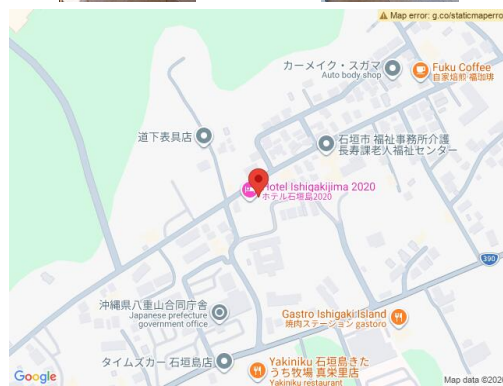 Map error: g.co/staticmaperro
カーメイク・スガマ
Auto body shop
Fuku Coffee
自家焙煎 福珈琲
道下表具店
石垣市 福祉事務所介護
長寿課老人福祉センター
Hotel Ishigakijima 2020
ホテル石垣島2020
390
沖縄県八重山合同庁舎
Japanese prefecture
government office
Gastro Ishigaki Island
焼肉ステーション gastoro
タイムズカー 石垣島店
Yakiniku 石垣島きた
うち牧場 真栄里店
Yakiniku restaurant
Google
Map data ©202